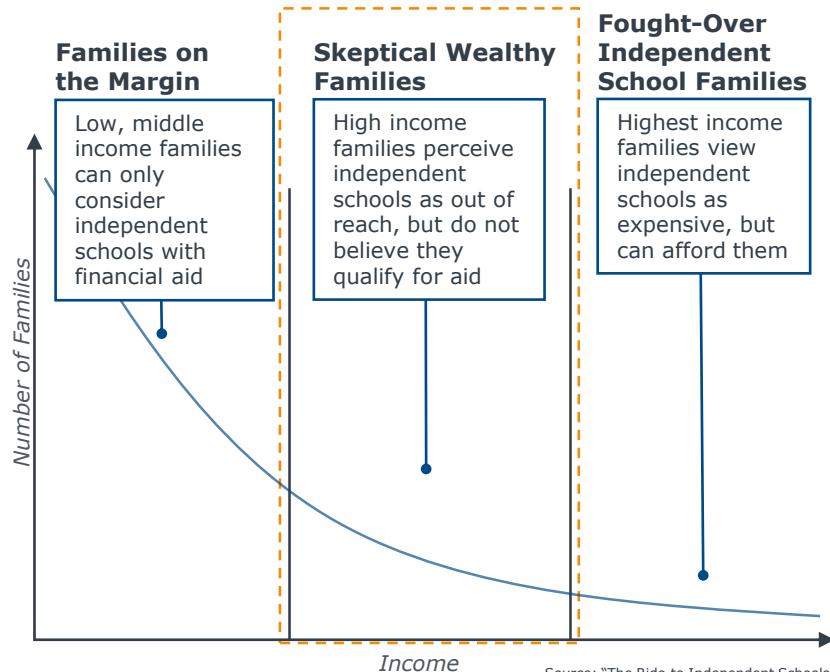 Families on
the Margin
Low, middle
income families
can only
consider
independent
schools with
financial aid
Skeptical Wealthy
Families
High income
families perceive
independent
schools as out of
reach, but do not
believe they
qualify for aid
Fought-Over
Independent
School Families
Highest income
families view
independent
schools as
expensive, but
can afford them
Number of Families
Income